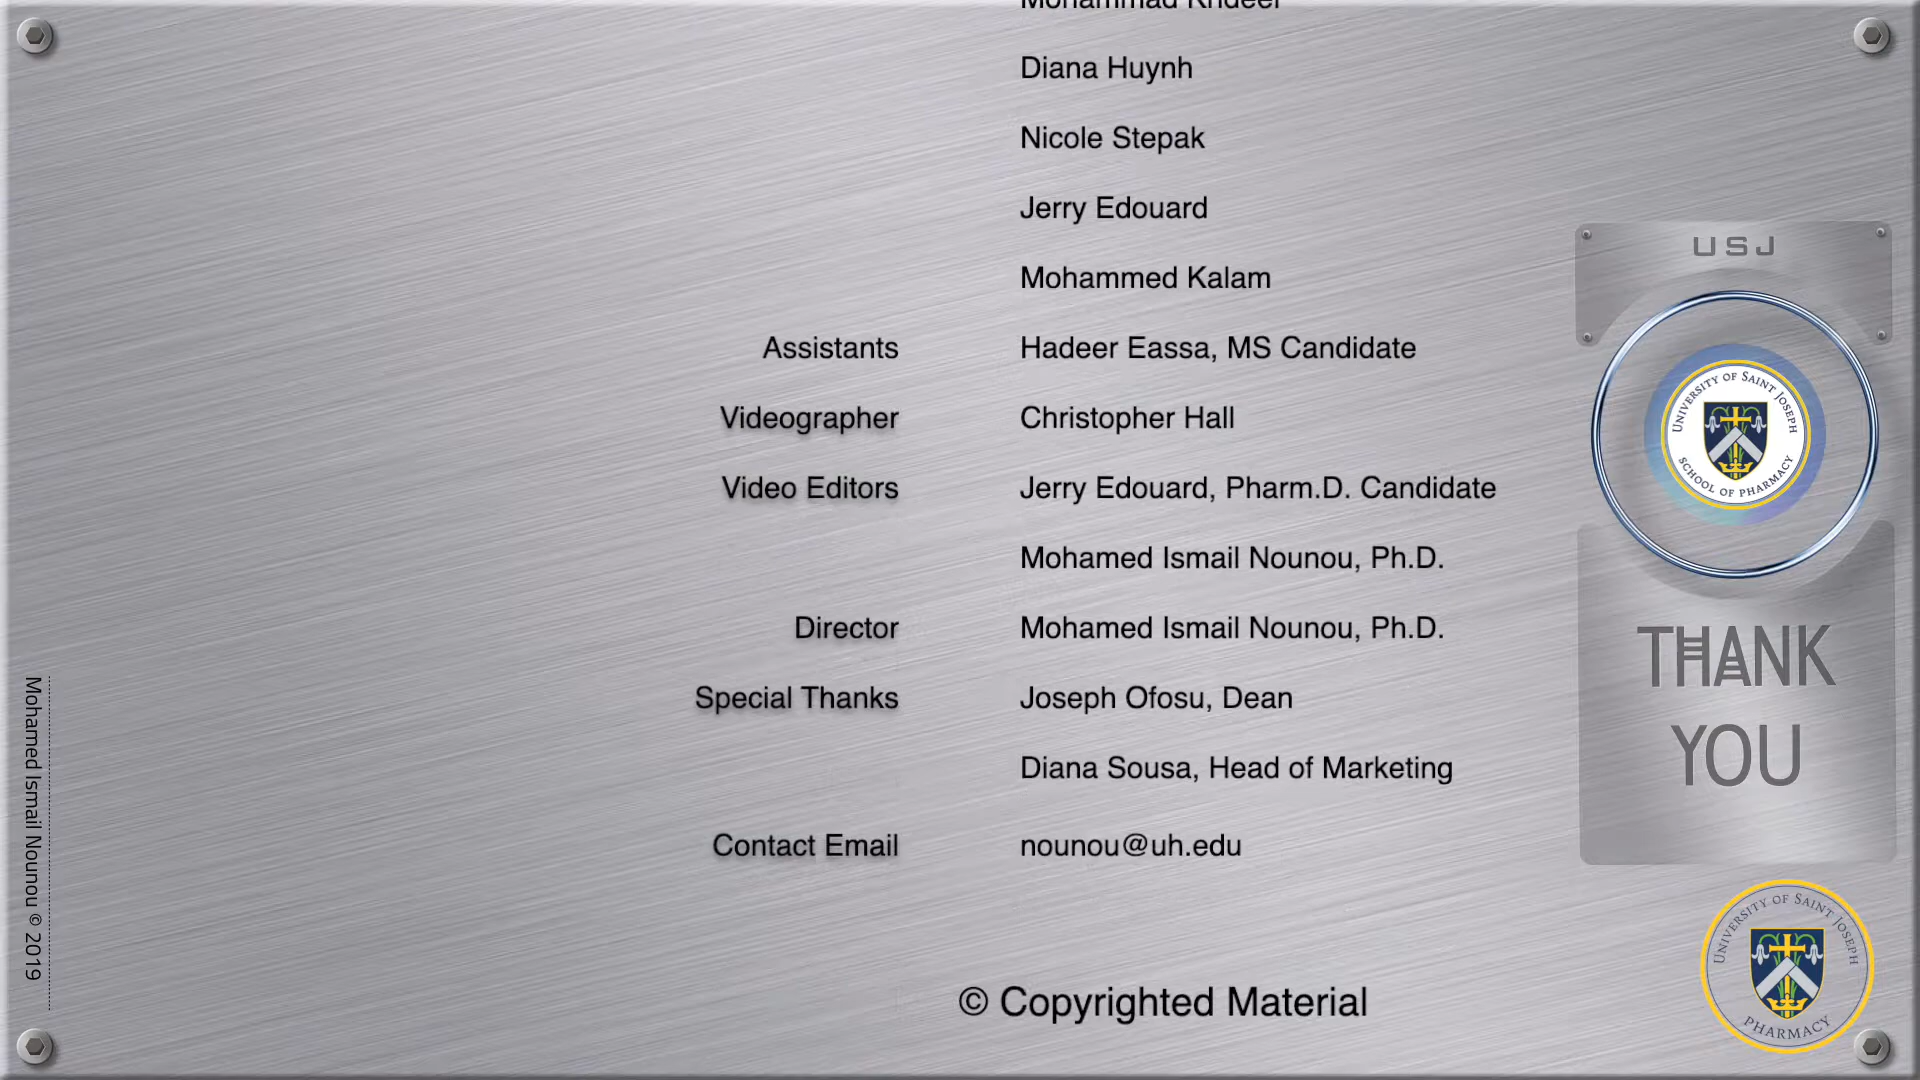 Diana Huynh
Nicole Stepak
Jerry Edouard
Mohammed Kalam
Assistants Hadeer Eassa, MS Candidate
Videographer Christopher Hall
Video Editors Jerry Edouard, Pharm.D. Candidate
Mohamed Ismail Nounou, Ph.D.
Director Mohamed Ismail Nounou, Ph.D.
Special Thanks Joseph Ofosu, Dean
Diana Sousa, Head of Marketing
Contact Email nounou@uh.edu
© Copyrighted Material
USJ
UNIVERSITY OF SAINT JOSEPH
SCHOOL OF PHARMACY
THANK
YOU
UNIVERSITY OF SAINT JOSEPH
PHARMACY
Mohamed Ismail Nounou © 2019